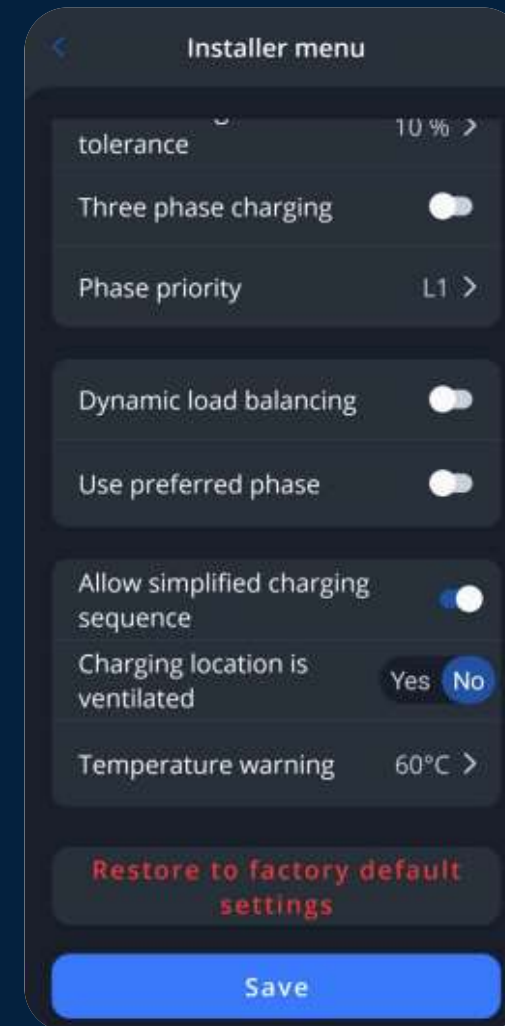 Installer menu
tolerance
10 % >
Three phase charging
Phase priority
L1 >
Dynamic load balancing
Use preferred phase
Allow simplified charging
sequence
Charging location is
ventilated
Yes No
Temperature warning
60°C >
Restore to factory default
settings
Save